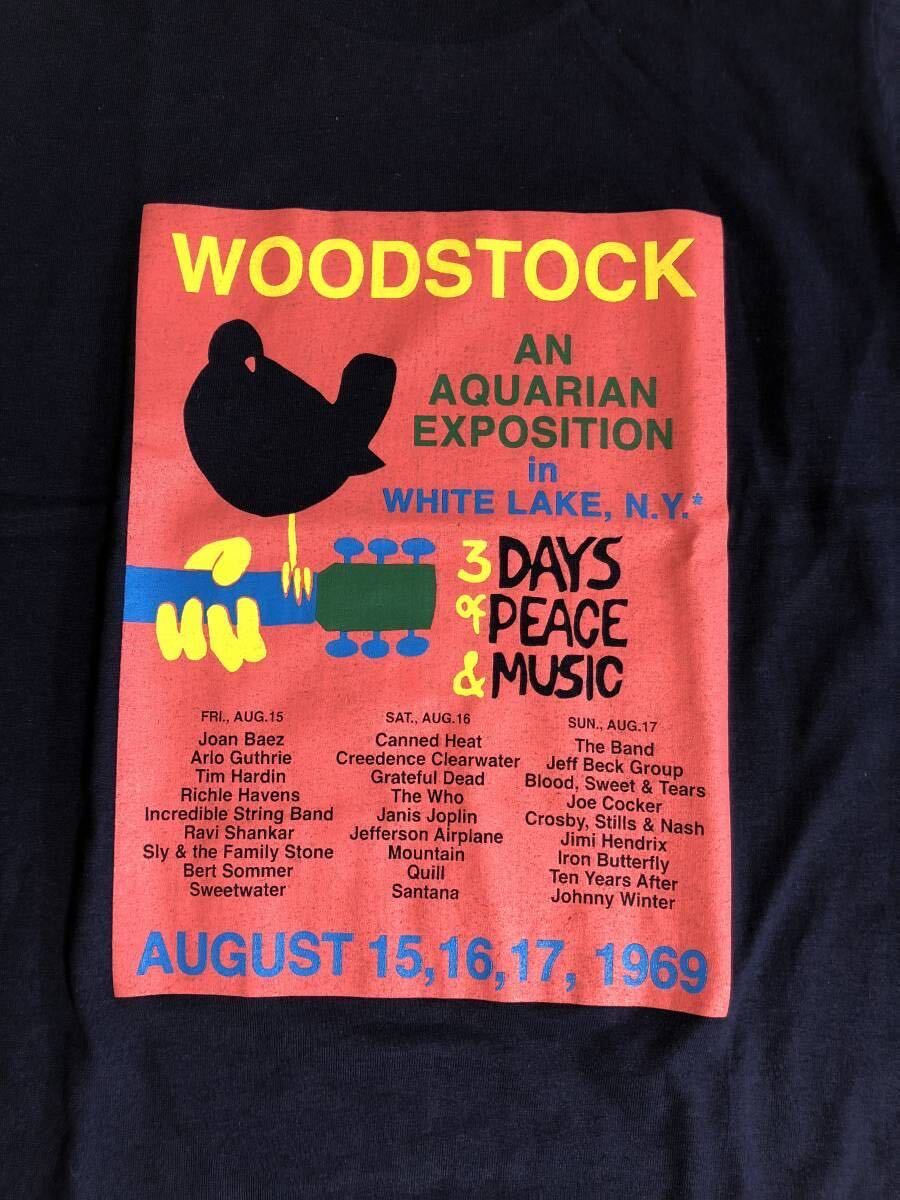 WOODSTOCK
AN
AQUARIAN
EXPOSITION
in
WHITE LAKE, N.Y.*
3 DAYS
of PEACE
& MUSIC
FRI., AUG.15
Joan Baez
Arlo Guthrie
Tim Hardin
Richle Havens
Incredible String Band
Ravi Shankar
Sly & the Family Stone
Bert Sommer
Sweetwater
SAT., AUG.16
Canned Heat
Creedence Clearwater
Grateful Dead
The Who
Janis Joplin
Jefferson Airplane
Mountain
Quill
Santana
SUN., AUG.17
The Band
Jeff Beck Group
Blood, Sweet & Tears
Joe Cocker
Crosby, Stills & Nash
Jimi Hendrix
Iron Butterfly
Ten Years After
Johnny Winter
AUGUST 15,16,17, 1969